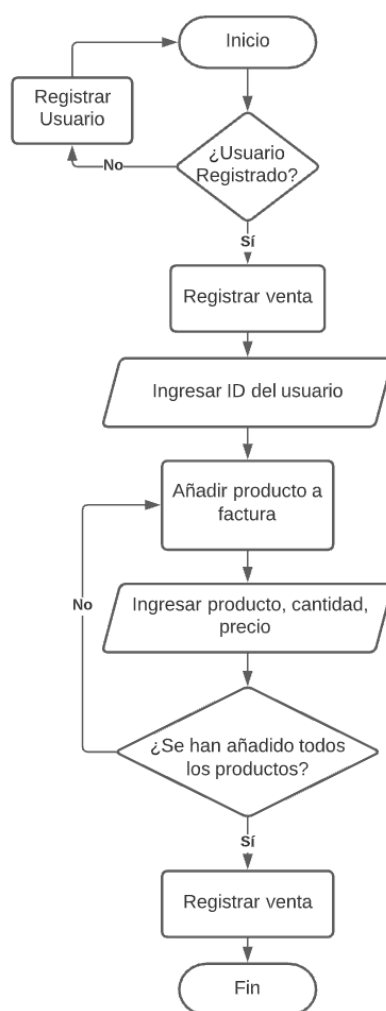 Inicio
Registrar
Usuario
¿Usuario
Registrado?
No
Sí
Registrar venta
Ingresar ID del usuario
Añadir producto a
factura
No
Ingresar producto, cantidad,
precio
¿Se han añadido todos
los productos?
Sí
Registrar venta
Fin